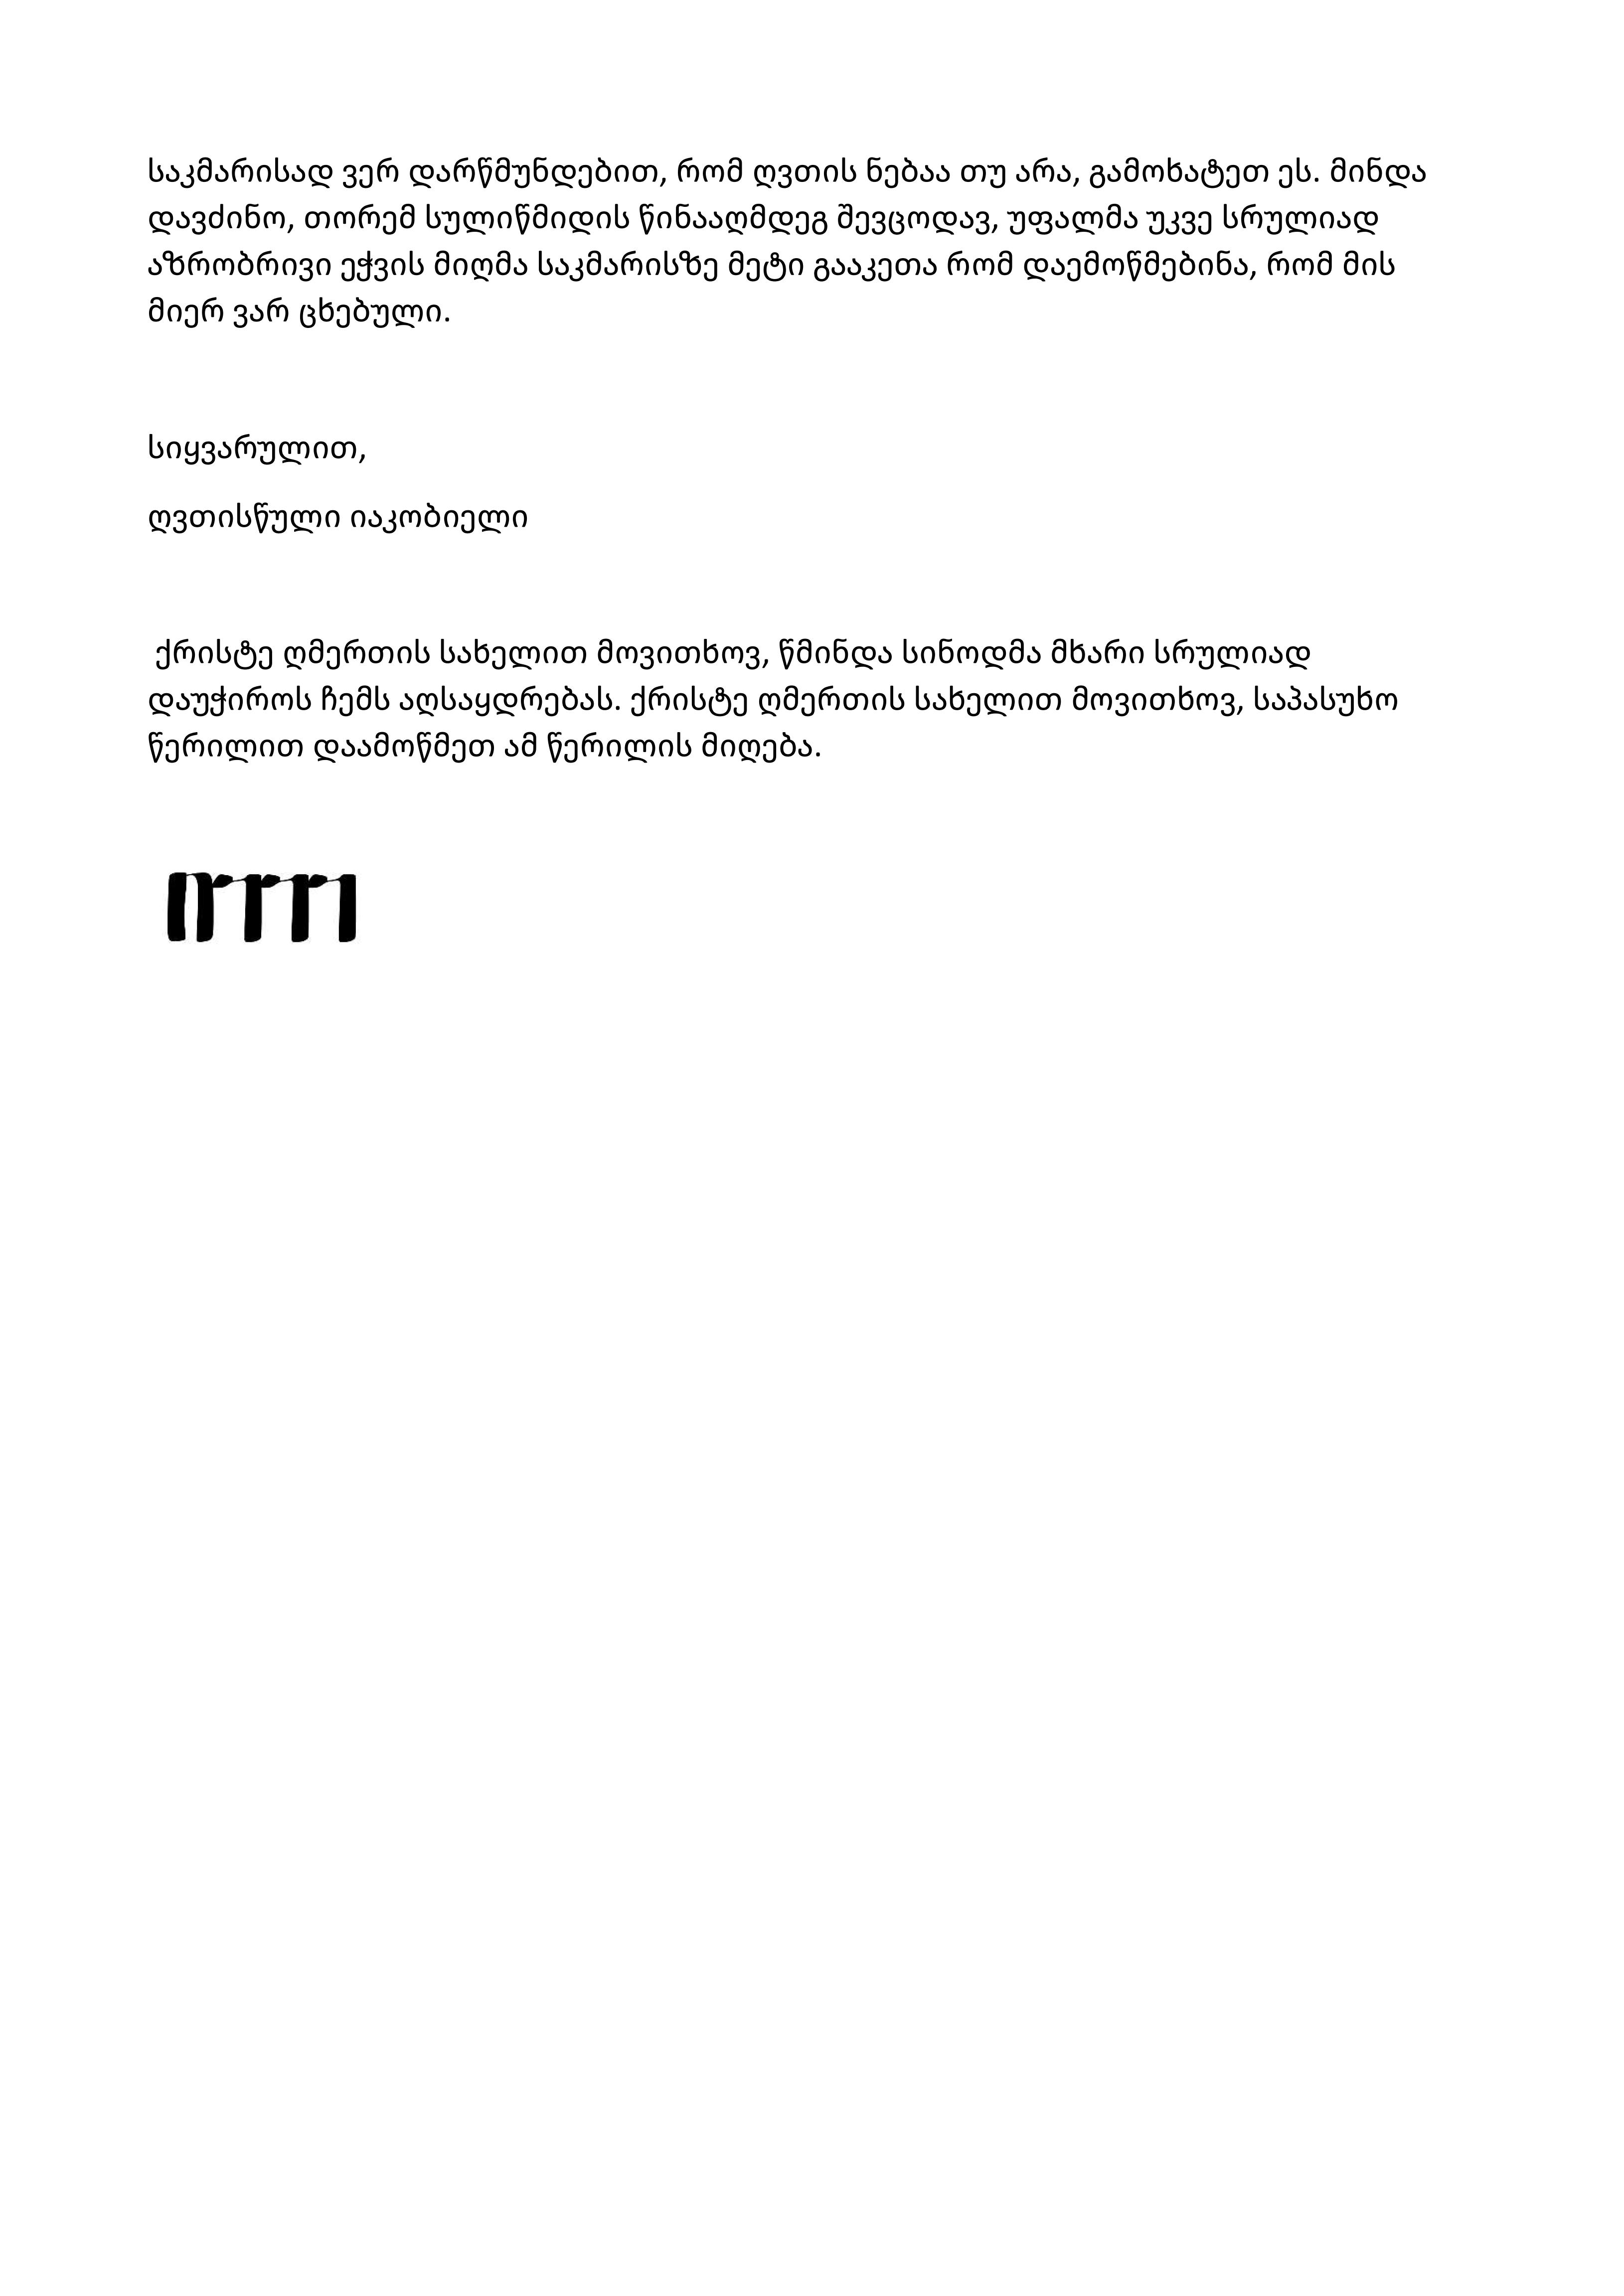 საკმარისად ვერ დარწმუნდებით, რომ ღვთის ნებაა თუ არა, გამოხატეთ ეს. მინდა
დავძინო, თორემ სულიწმიდის წინააღმდეგ შევცოდავ, უფალმა უკვე სრულიად
აზრობრივი ეჭვის მიღმა საკმარისზე მეტი გააკეთა რომ დაემოწმებინა, რომ მის
მიერ ვარ ცხებული.
სიყვარულით,
ღვთისწული იაკობიელი
ქრისტე ღმერთის სახელით მოვითხოვ, წმინდა სინოდმა მხარი სრულიად
დაუჭიროს ჩემს აღსაყდრებას. ქრისტე ღმერთის სახელით მოვითხოვ, საპასუხო
წერილით დაამოწმეთ ამ წერილის მიღება.